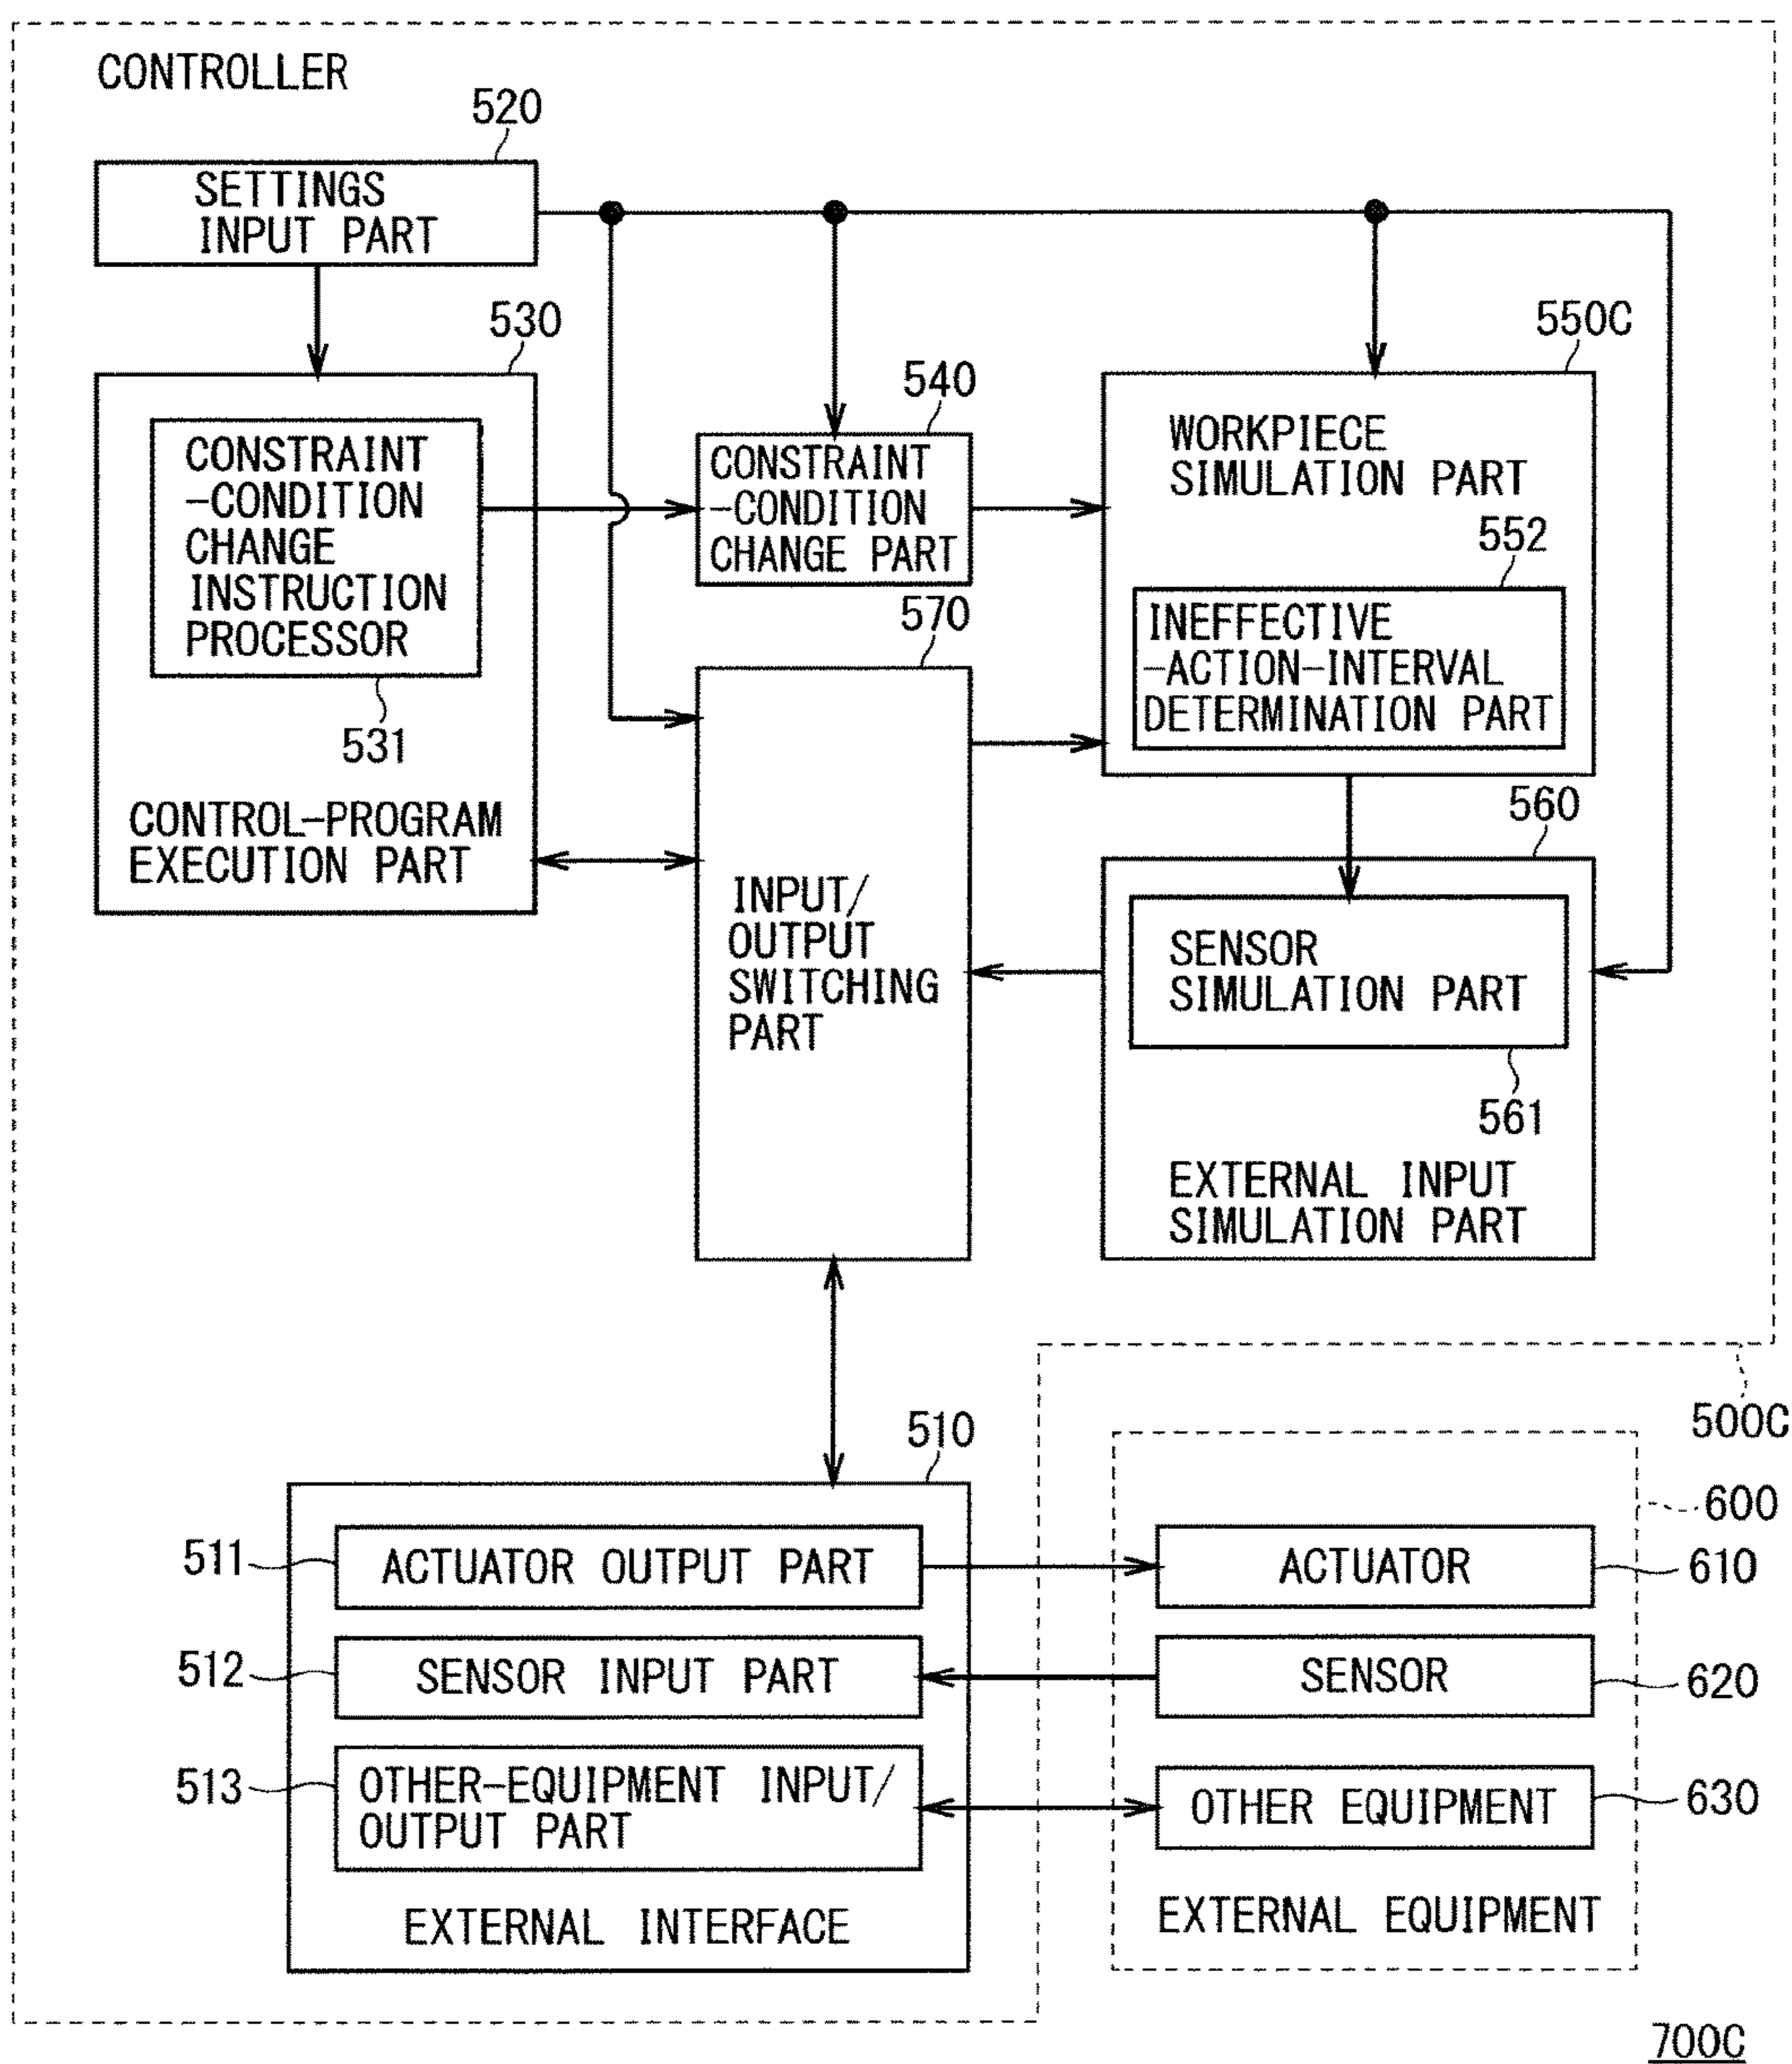 CONTROLLER
520
SETTINGS
INPUT PART
530
CONSTRAINT
-CONDITION
CHANGE
INSTRUCTION
PROCESSOR
531
CONTROL-PROGRAM
EXECUTION PART
540
CONSTRAINT
-CONDITION
CHANGE PART
570
INPUT/
OUTPUT
SWITCHING
PART
550C
WORKPIECE
SIMULATION PART
552
INEFFECTIVE
-ACTION-INTERVAL
DETERMINATION PART
560
SENSOR
SIMULATION PART
561
EXTERNAL INPUT
SIMULATION PART
500C
510
511
ACTUATOR OUTPUT PART
512
SENSOR INPUT PART
513
OTHER-EQUIPMENT INPUT/
OUTPUT PART
EXTERNAL INTERFACE
600
ACTUATOR
610
SENSOR
620
OTHER EQUIPMENT
630
EXTERNAL EQUIPMENT
700C